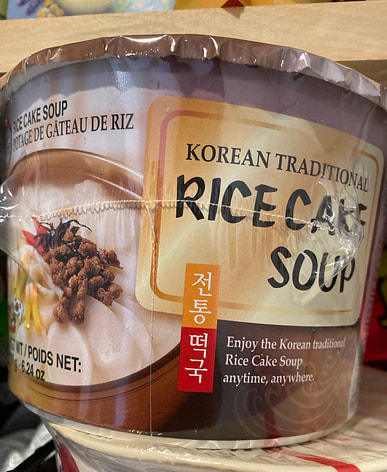 RICE CAKE SOUP
POTAGE DE GÂTEAU DE RIZ
KOREAN TRADITIONAL
RICE CAKE
SOUP
전통 떡국
Enjoy the Korean traditional
Rice Cake Soup
anytime, anywhere.
WT / POIDS NET:
6.24 oz